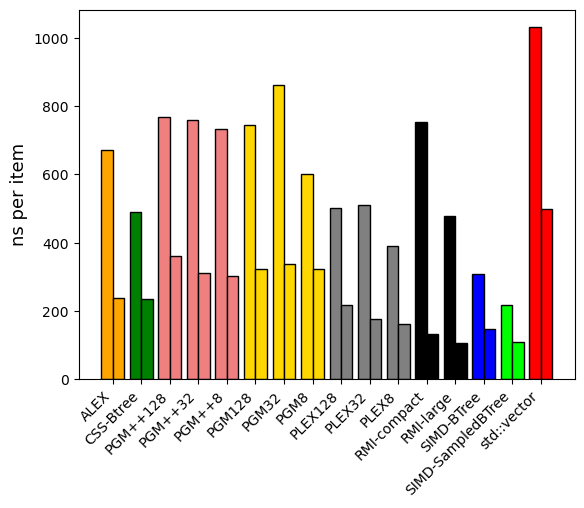 ns per item
1000
800
600
400
200
0
ALEX
CSS-Btree
PGM++128
PGM++32
PGM++8
PGM128
PGM32
PGM8
PLEX128
PLEX32
PLEX8
RMI-compact
RMI-large
SIMD-BTree
SIMD-SampledBTree
std::vector